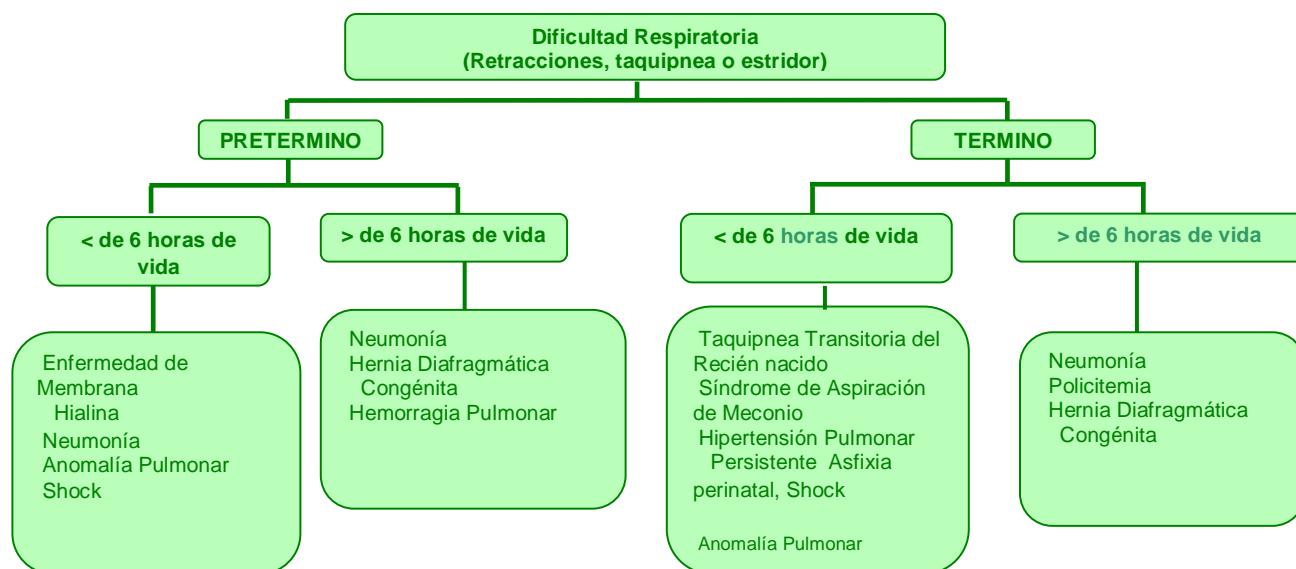 Dificultad Respiratoria
(Retracciones, taquipnea o estridor)
PRETERMINO
TERMINO
< de 6 horas de
vida
> de 6 horas de vida
< de 6 horas de vida
> de 6 horas de vida
Enfermedad de
Membrana
Hialina
Neumonía
Anomalía Pulmonar
Shock
Neumonía
Hernia Diafragmática
Congénita
Hemorragia Pulmonar
Taquipnea Transitoria del
Recién nacido
Síndrome de Aspiración
de Meconio
Hipertensión Pulmonar
Persistente Asfixia
perinatal, Shock
Anomalía Pulmonar
Neumonía
Policitemia
Hernia Diafragmática
Congénita